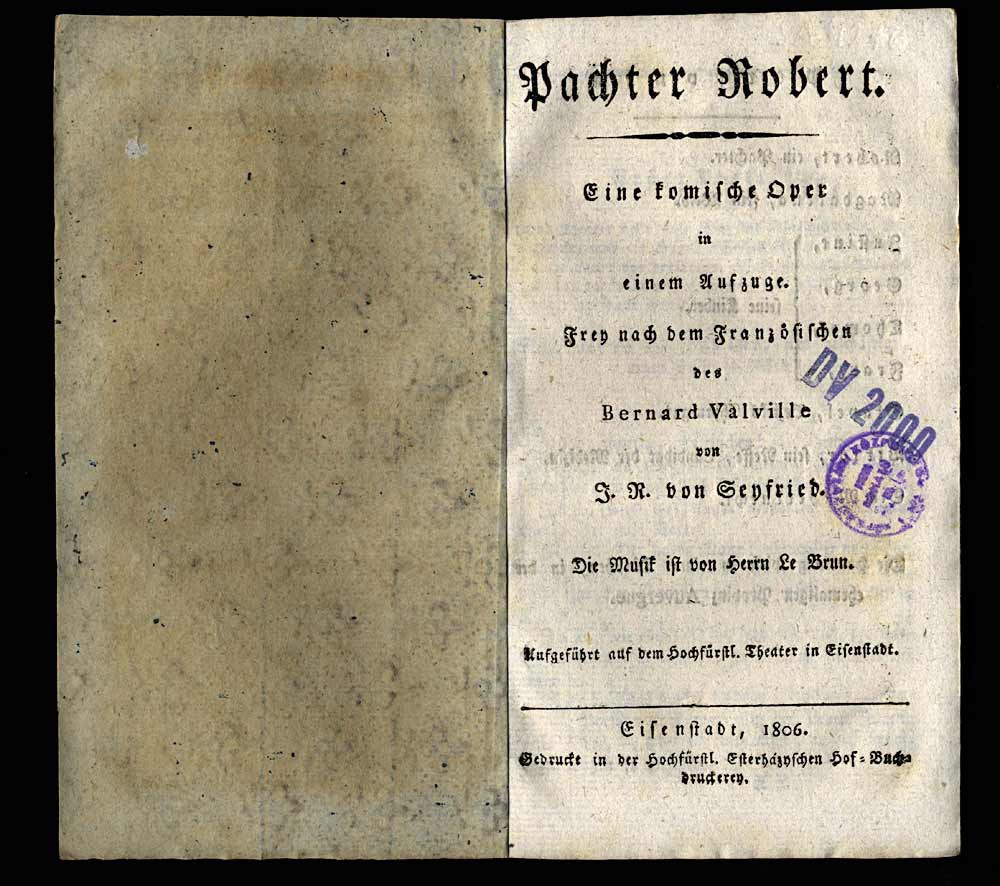 Pachter Robert.
Eine komische Oper
in
einem Aufzuge.
Frey nach dem Französischen
des
Bernard Valville
von
J. R. von Seyfried.
Die Musik ist von Herrn Le Brun.
Aufgeführt auf dem Hochfürstl. Theater in Eisenstadt.
Eisenstadt, 1806.
Gedruckt in der Hochfürstl. Esterházyschen Hof-Buch-
druckerey.
DV 2000